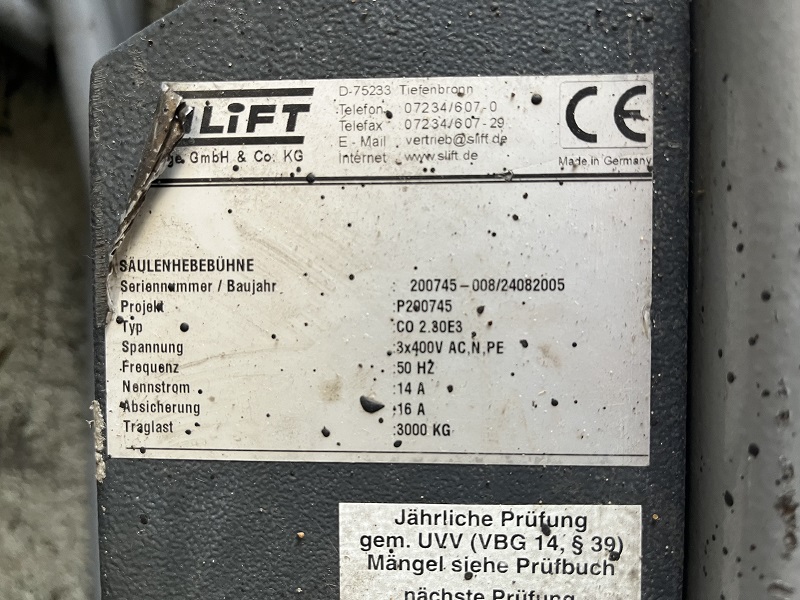 LiFT
GmbH & Co. KG
D-75233 Tiefenbronn
Telefon 07234/607-0
Telefax 07234/607-29
E - Mail vertrieb@slift.de
Internet www.slift.de
CE
Made in Germany
SÄULENHEBEBÜHNE
Seriennummer / Baujahr : 200745-008/24082005
Projekt :P200745
Typ :CO 2.30E3
Spannung :3x400V AC,N,PE
Frequenz :50 HZ
Nennstrom :14 A
Absicherung :16 A
Traglast :3000 KG
Jährliche Prüfung
gem. UVV (VBG 14, § 39)
Mängel siehe Prüfbuch
nächste Prüfung